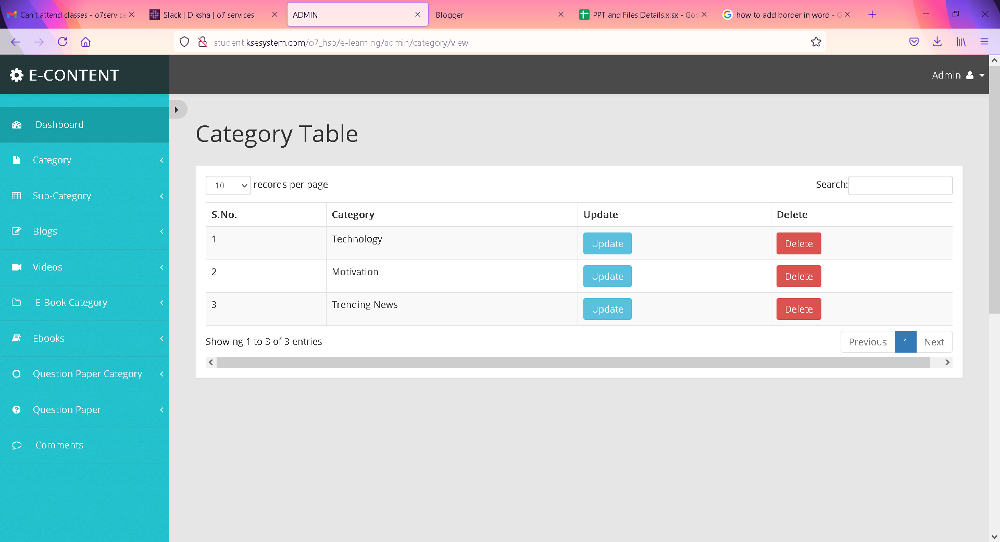 Can't attend classes - o7service
Slack | Diksha | o7 services
ADMIN
Blogger
PPT and Files Details.xlsx - Goo
how to add border in word - G
student.ksesystem.com/o7_hsp/e-learning/admin/category/view
E-CONTENT
Admin
Dashboard
Category
Sub-Category
Blogs
Videos
E-Book Category
Ebooks
Question Paper Category
Question Paper
Comments
Category Table
10 records per page
Search:
S.No. Category Update Delete
1 Technology Update Delete
2 Motivation Update Delete
3 Trending News Update Delete
Showing 1 to 3 of 3 entries
Previous 1 Next